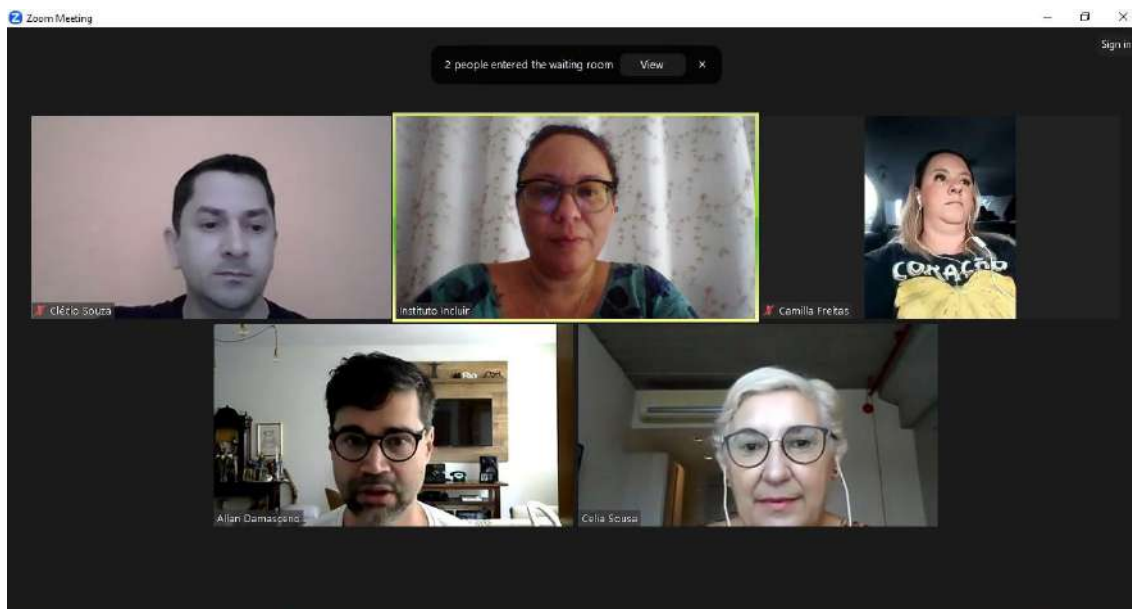 Zoom Meeting
Sign in
2 people entered the waiting room View
Clécio Souza
Instituto Incluir
Camilla Freitas
CORAÇÃO
Rio
Allan Damasceno
Celia Sousa